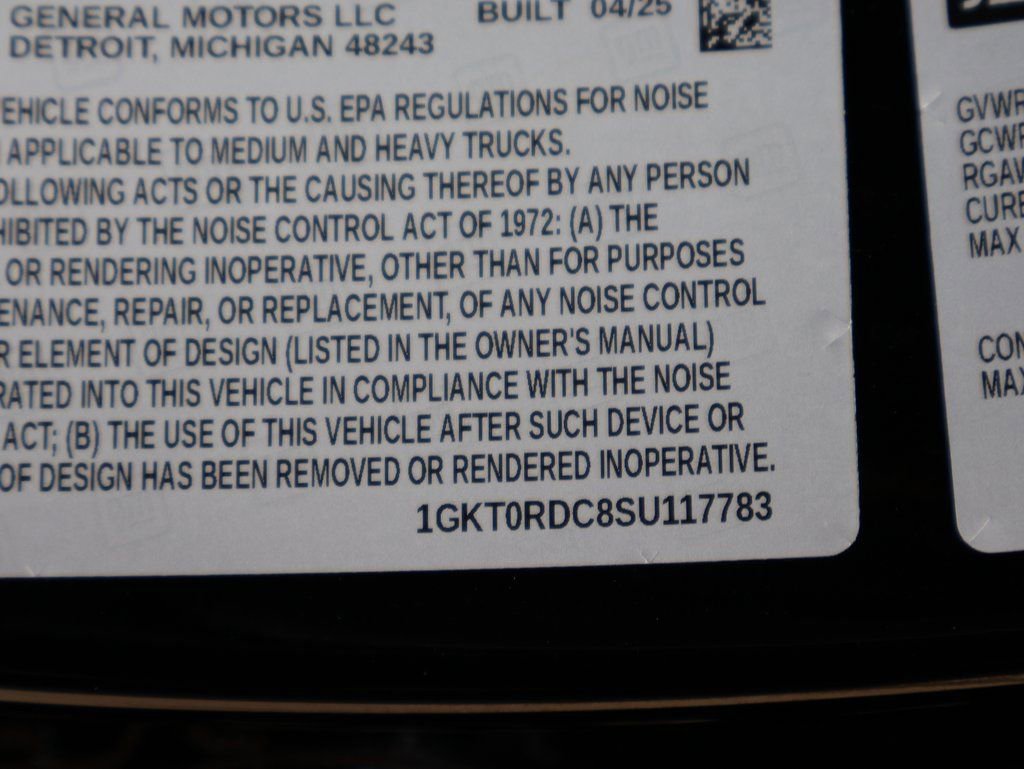 GENERAL MOTORS LLC BUILT 04/25
DETROIT, MICHIGAN 48243
EHICLE CONFORMS TO U.S. EPA REGULATIONS FOR NOISE
APPLICABLE TO MEDIUM AND HEAVY TRUCKS.
OLLOWING ACTS OR THE CAUSING THEREOF BY ANY PERSON
HIBITED BY THE NOISE CONTROL ACT OF 1972: (A) THE
OR RENDERING INOPERATIVE, OTHER THAN FOR PURPOSES
ENANCE, REPAIR, OR REPLACEMENT, OF ANY NOISE CONTROL
R ELEMENT OF DESIGN (LISTED IN THE OWNER'S MANUAL)
RATED INTO THIS VEHICLE IN COMPLIANCE WITH THE NOISE
ACT; (B) THE USE OF THIS VEHICLE AFTER SUCH DEVICE OR
OF DESIGN HAS BEEN REMOVED OR RENDERED INOPERATIVE.
1GKT0RDC8SU117783
GVWR
GCWR
RGAW
CURB
MAX
CON
MAX